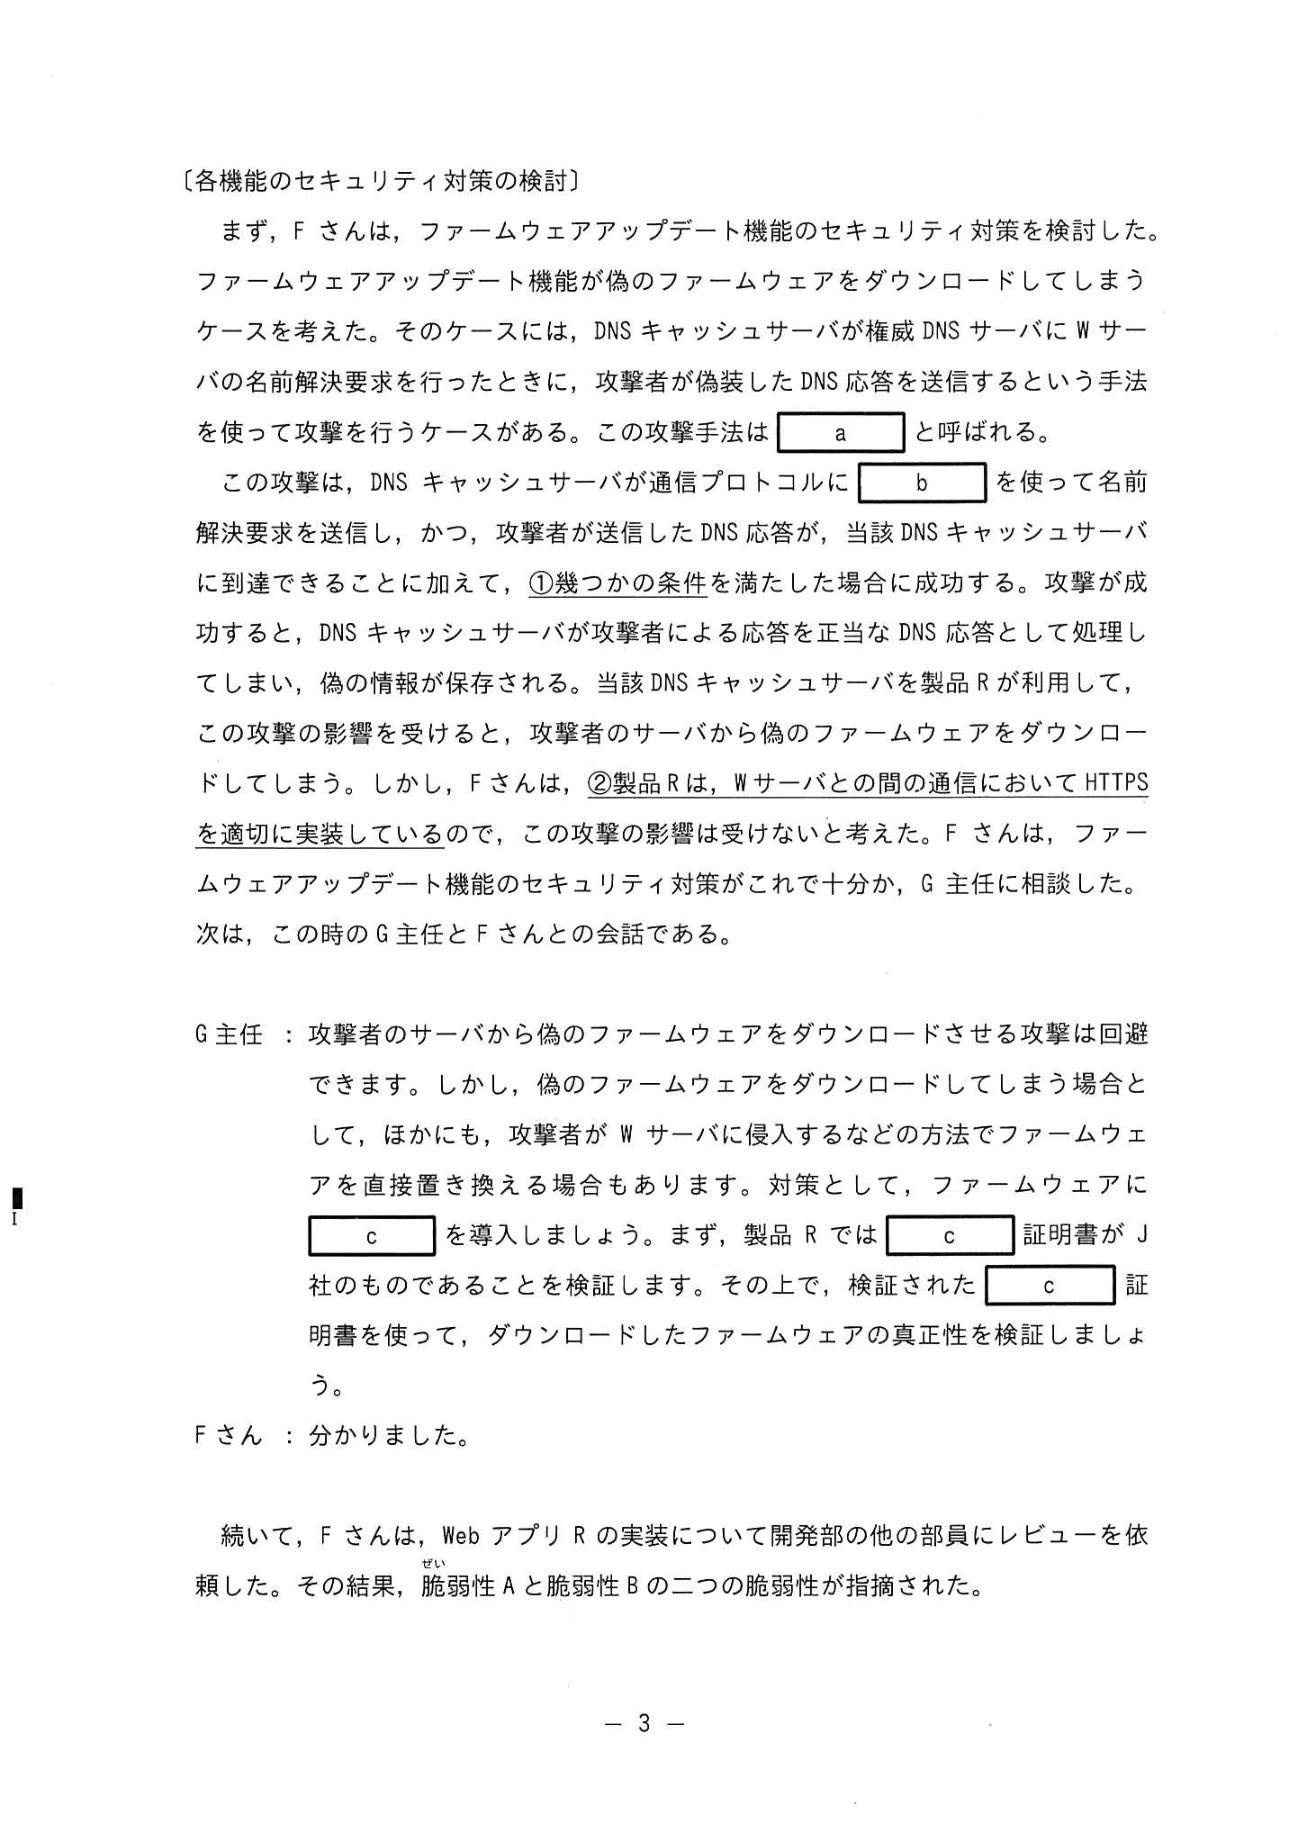 〔各機能のセキュリティ対策の検討〕
まず，F さんは，ファームウェアアップデート機能のセキュリティ対策を検討した。
ファームウェアアップデート機能が偽のファームウェアをダウンロードしてしまう
ケースを考えた。そのケースには，DNS キャッシュサーバが権威 DNS サーバに W サー
バの名前解決要求を行ったときに，攻撃者が偽装した DNS 応答を送信するという手法
を使って攻撃を行うケースがある。この攻撃手法は a と呼ばれる。
この攻撃は，DNS キャッシュサーバが通信プロトコルに b を使って名前
解決要求を送信し，かつ，攻撃者が送信した DNS 応答が，当該 DNS キャッシュサーバ
に到達できることに加えて，①幾つかの条件を満たした場合に成功する。攻撃が成
功すると，DNS キャッシュサーバが攻撃者による応答を正当な DNS 応答として処理し
てしまい，偽の情報が保存される。当該 DNS キャッシュサーバを製品 R が利用して，
この攻撃の影響を受けると，攻撃者のサーバから偽のファームウェアをダウンロー
ドしてしまう。しかし，F さんは，②製品 R は，W サーバとの間の通信において HTTPS
を適切に実装しているので，この攻撃の影響は受けないと考えた。F さんは，ファー
ムウェアアップデート機能のセキュリティ対策がこれで十分か，G 主任に相談した。
次は，この時の G 主任と F さんとの会話である。
G 主任 ：攻撃者のサーバから偽のファームウェアをダウンロードさせる攻撃は回避
できます。しかし，偽のファームウェアをダウンロードしてしまう場合と
して，ほかにも，攻撃者が W サーバに侵入するなどの方法でファームウェ
アを直接置き換える場合もあります。対策として，ファームウェアに
c を導入しましょう。まず，製品 R では c 証明書が J
社のものであることを検証します。その上で，検証された c 証
明書を使って，ダウンロードしたファームウェアの真正性を検証しましょ
う。
F さん ：分かりました。
続いて，F さんは，Web アプリ R の実装について開発部の他の部員にレビューを依
ぜい
頼した。その結果，脆弱性 A と脆弱性 B の二つの脆弱性が指摘された。
― 3 ―